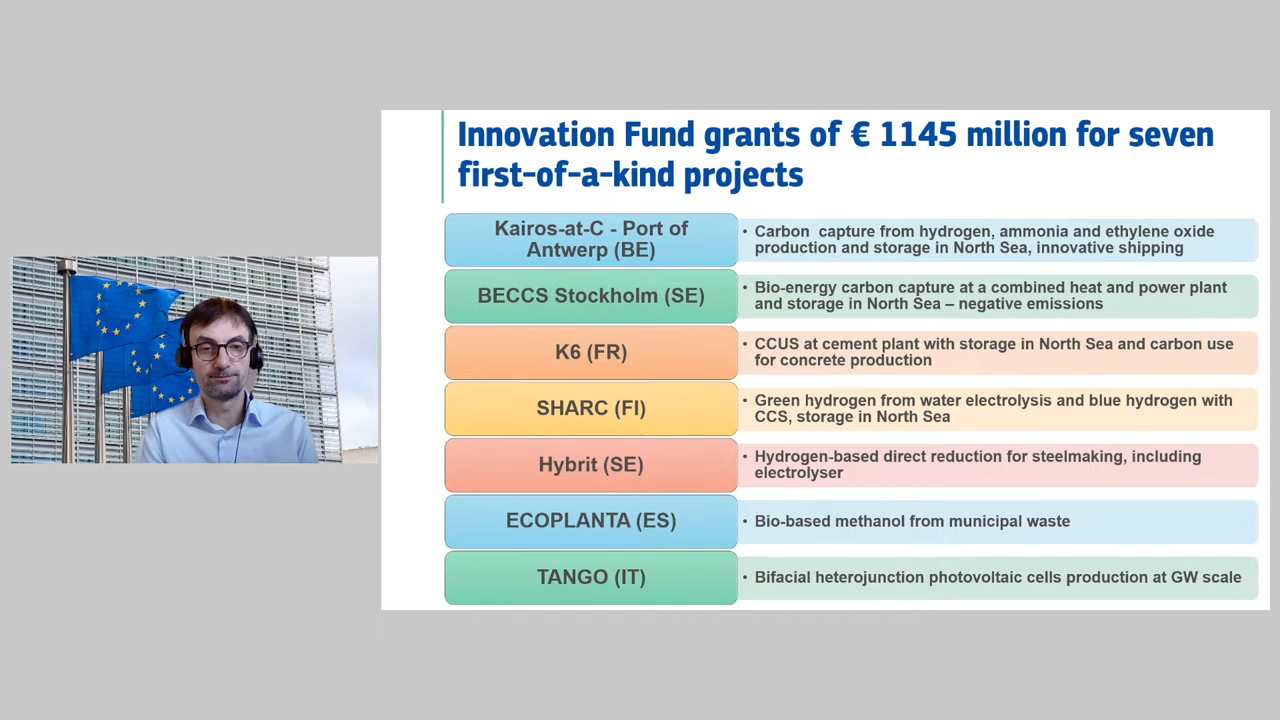 Innovation Fund grants of € 1145 million for seven
first-of-a-kind projects
Kairos-at-C - Port of
Antwerp (BE)
• Carbon capture from hydrogen, ammonia and ethylene oxide
production and storage in North Sea, innovative shipping
BECCS Stockholm (SE)
• Bio-energy carbon capture at a combined heat and power plant
and storage in North Sea – negative emissions
K6 (FR)
• CCUS at cement plant with storage in North Sea and carbon use
for concrete production
SHARC (FI)
• Green hydrogen from water electrolysis and blue hydrogen with
CCS, storage in North Sea
Hybrit (SE)
• Hydrogen-based direct reduction for steelmaking, including
electrolyser
ECOPLANTA (ES)
• Bio-based methanol from municipal waste
TANGO (IT)
• Bifacial heterojunction photovoltaic cells production at GW scale